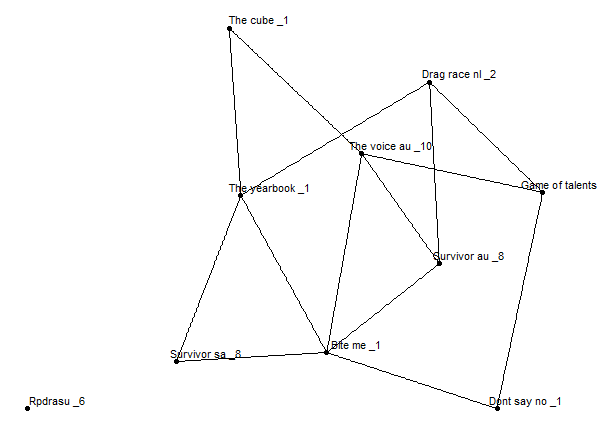 The cube _1
Drag race nl _2
The voice au _10
The yearbook _1
Game of talents
Survivor au _8
Bite me _1
Survivor sa _8
Rpdrasu _6
Dont say no _1